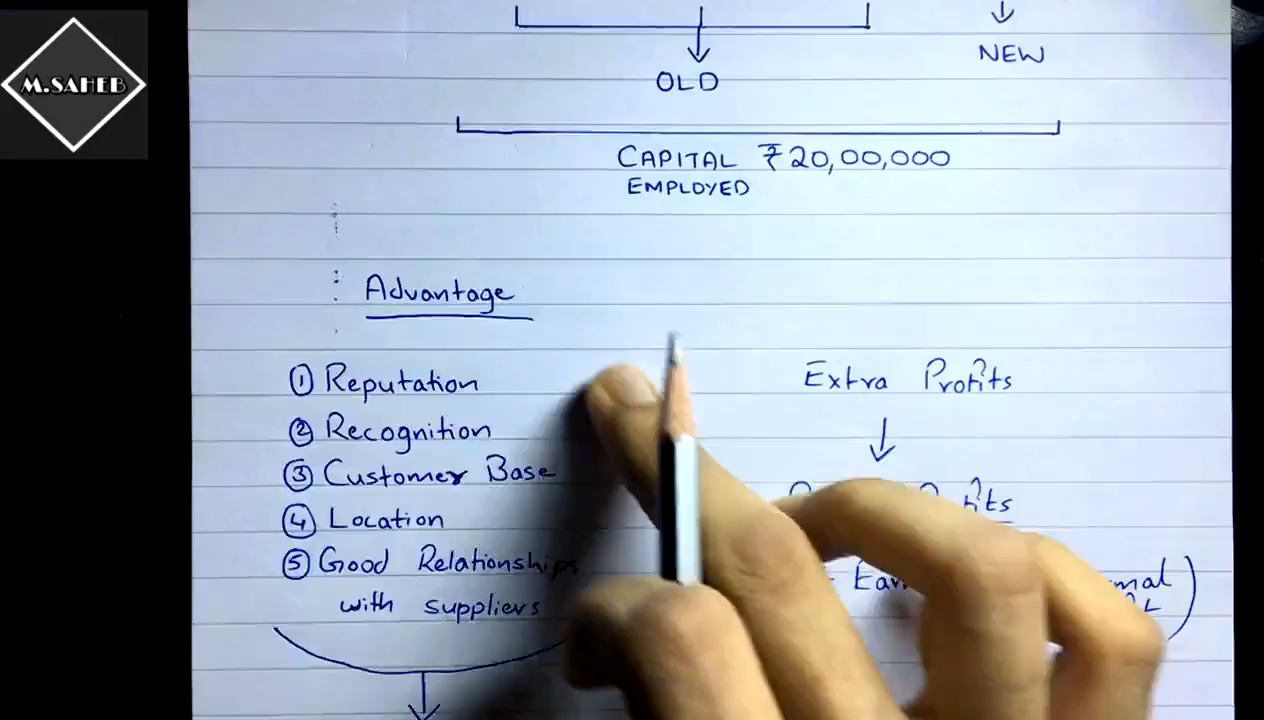 M.SAHEB
NEW
OLD
CAPITAL ₹20,00,000
EMPLOYED
Advantage
① Reputation
② Recognition
③ Customer Base
④ Location
⑤ Good Relationships
with suppliers
Extra Profits